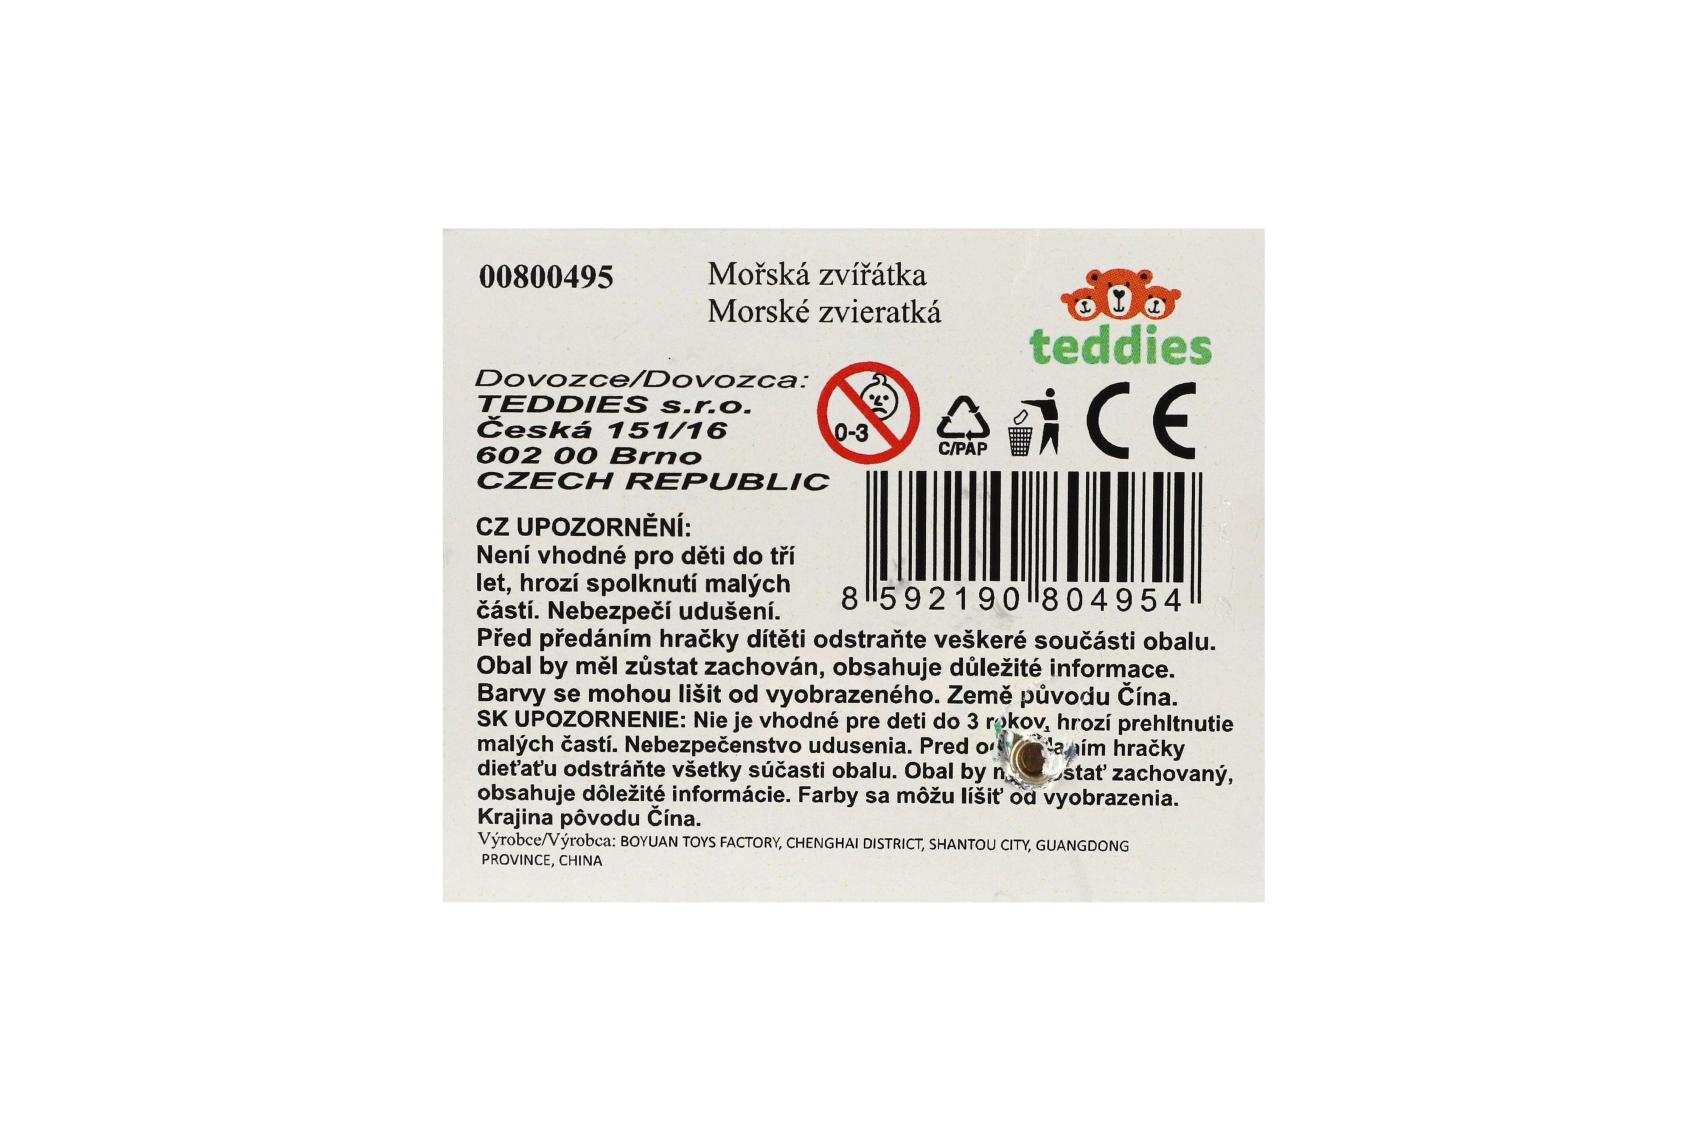 00800495
Mořská zvířátka
Morské zvieratká
teddies
Dovozce/Dovozca:
TEDDIES s.r.o.
Česká 151/16
602 00 Brno
CZECH REPUBLIC
0-3
C/PAP
CE
8 592190 804954
CZ UPOZORNĚNÍ:
Není vhodné pro děti do tří
let, hrozí spolknutí malých
částí. Nebezpečí udušení.
Před předáním hračky dítěti odstraňte veškeré součásti obalu.
Obal by měl zůstat zachován, obsahuje důležité informace.
Barvy se mohou lišit od vyobrazeného. Země původu Čína.
SK UPOZORNENIE: Nie je vhodné pre deti do 3 rokov, hrozí prehltnutie
malých častí. Nebezpečenstvo udusenia. Pred hračky
dieťaťu odstráňte všetky súčasti obalu. Obal by zachovaný,
obsahuje dôležité informácie. Farby sa môžu líšiť od vyobrazenia.
Krajina pôvodu Čína.
Výrobce/Výrobca: BOYUAN TOYS FACTORY, CHENGHAI DISTRICT, SHANTOU CITY, GUANGDONG
PROVINCE, CHINA